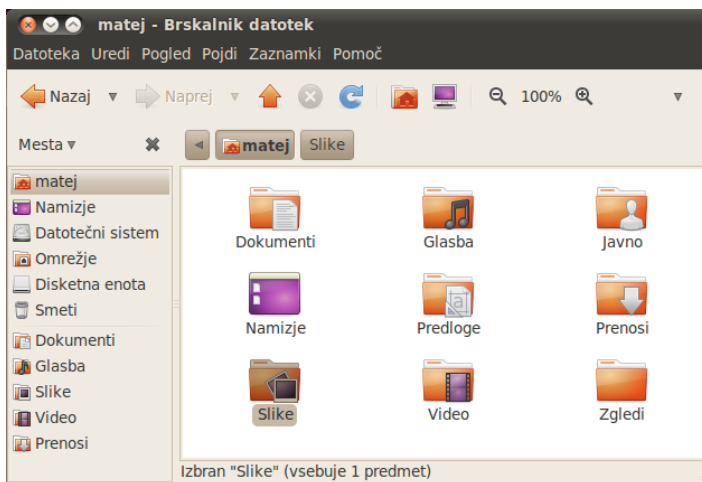 matej - Brskalnik datotek
Datoteka Uredi Pogled Pojdi Zaznamki Pomoč
Nazaj Naprej 100%
Mesta matej Slike
matej
Namizje
Datotečni sistem
Omrežje
Disketna enota
Smeti
Dokumenti
Glasba
Slike
Video
Prenosi
Dokumenti Glasba Javno
Namizje Predloge Prenosi
Slike Video Zgledi
Izbran "Slike" (vsebuje 1 predmet)